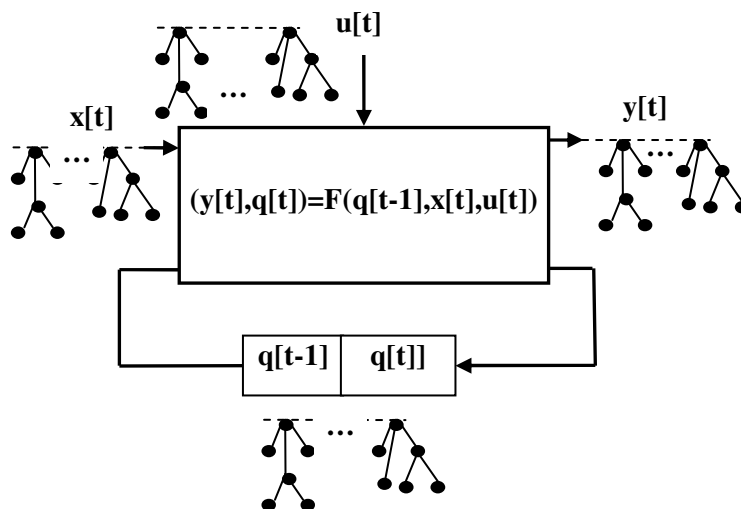 u[t]
...
x[t]
y[t]
...
...
(y[t],q[t])=F(q[t-1],x[t],u[t])
q[t-1] q[t]]
...